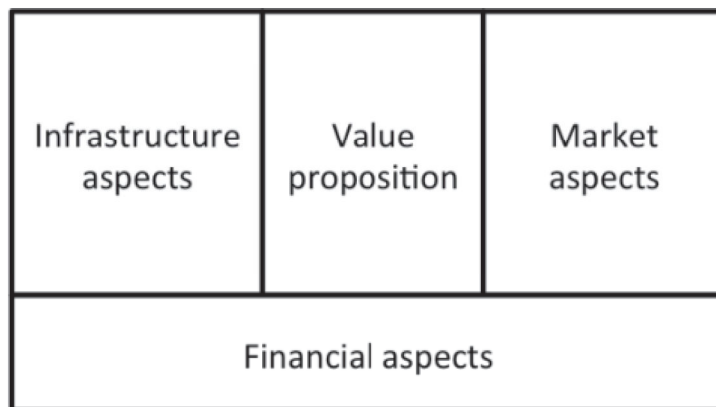 Infrastructure
aspects
Value
proposition
Market
aspects
Financial aspects